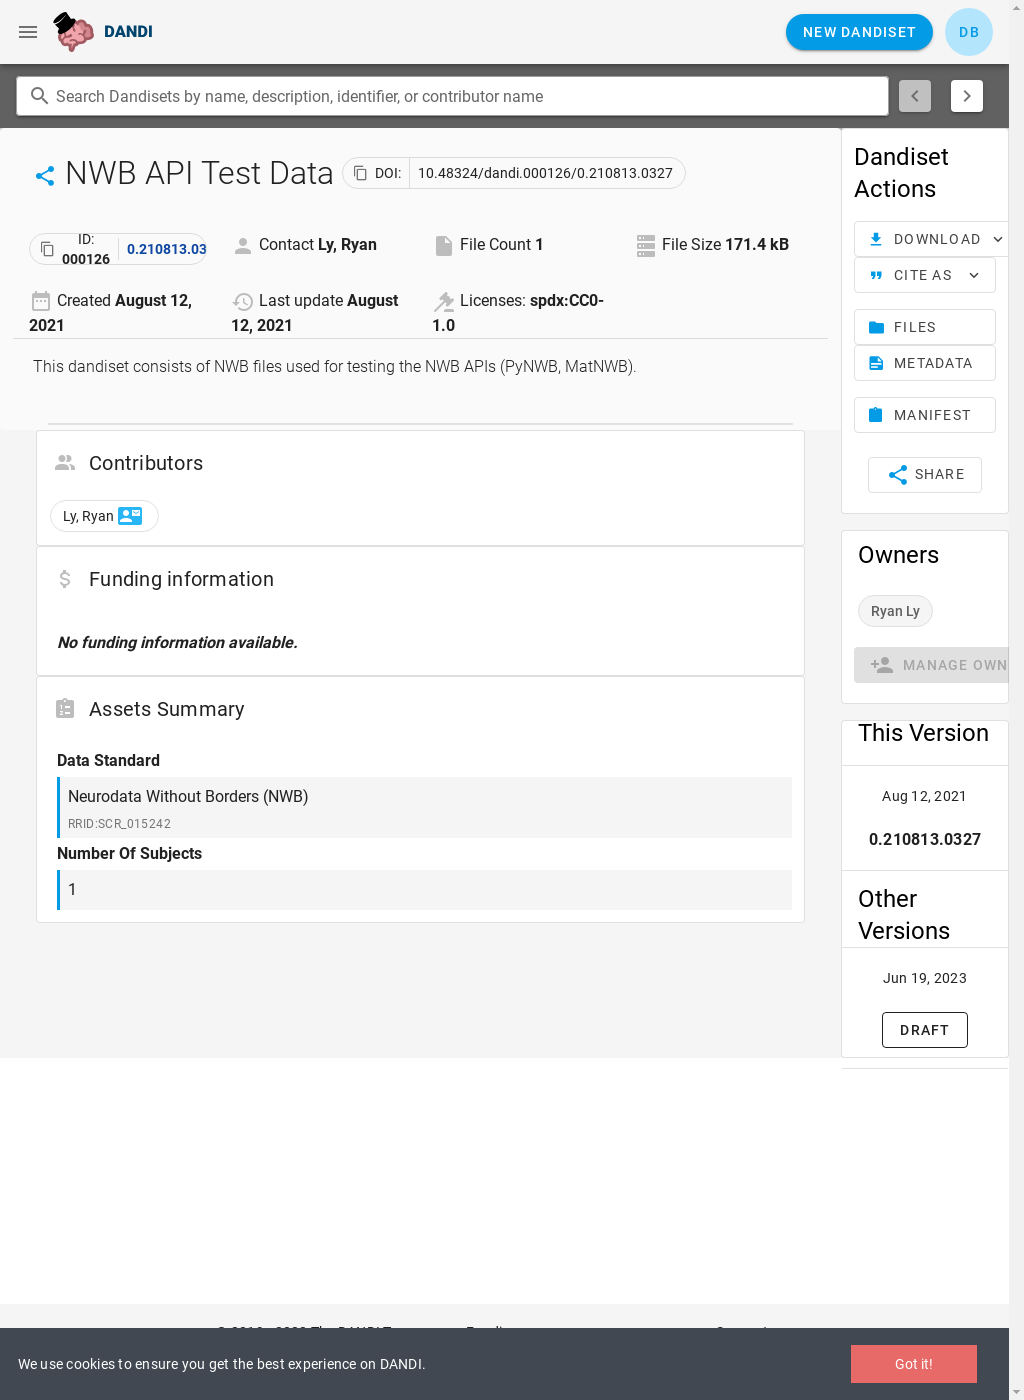 DANDI
NEW DANDISET
DB
Search Dandisets by name, description, identifier, or contributor name
NWB API Test Data
DOI:
10.48324/dandi.000126/0.210813.0327
ID:
000126
0.210813.03
Contact Ly, Ryan
File Count 1
File Size 171.4 kB
Created August 12,
2021
Last update August
12, 2021
Licenses: spdx:CC0-
1.0
This dandiset consists of NWB files used for testing the NWB APIs (PyNWB, MatNWB).
Contributors
Ly, Ryan
Funding information
No funding information available.
Assets Summary
Data Standard
Neurodata Without Borders (NWB)
RRID:SCR_015242
Number Of Subjects
1
Dandiset
Actions
DOWNLOAD
CITE AS
FILES
METADATA
MANIFEST
SHARE
Owners
Ryan Ly
MANAGE OWN
This Version
Aug 12, 2021
0.210813.0327
Other
Versions
Jun 19, 2023
DRAFT
We use cookies to ensure you get the best experience on DANDI.
Got it!